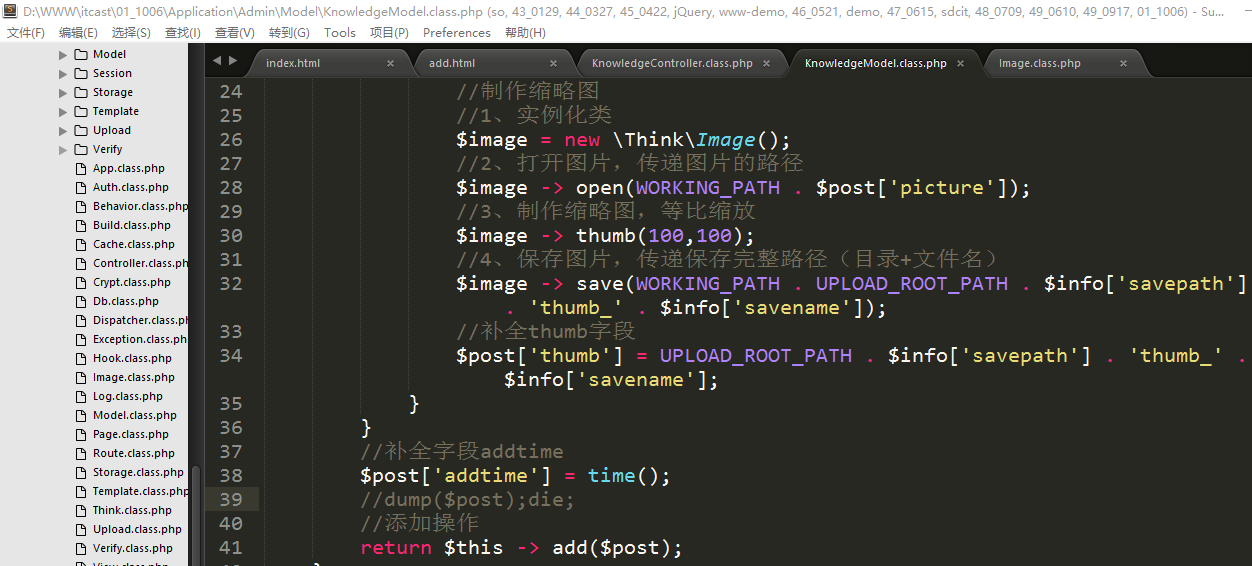 D:\WWW\itcast\01_1006\Application\Admin\Model\KnowledgeModel.class.php (so, 43_0129, 44_0327, 45_0422, jQuery, www-demo, 46_0521, demo, 47_0615, sdcit, 48_0709, 49_0610, 49_0917, 01_1006) - Su...
文件(F) 编辑(E) 选择(S) 查找(I) 查看(V) 转到(G) Tools 项目(P) Preferences 帮助(H)
index.html × add.html × KnowledgeController.class.php × KnowledgeModel.class.php × Image.class.php ×
Model
Session
Storage
Template
Upload
Verify
App.class.php
Auth.class.php
Behavior.class.php
Build.class.php
Cache.class.php
Controller.class.ph
Crypt.class.php
Db.class.php
Dispatcher.class.ph
Exception.class.ph
Hook.class.php
Image.class.php
Log.class.php
Model.class.php
Page.class.php
Route.class.php
Storage.class.php
Template.class.php
Think.class.php
Upload.class.php
Verify.class.php
View.class.php
24 //制作缩略图
25 //1、实例化类
26 $image = new \Think\Image();
27 //2、打开图片，传递图片的路径
28 $image -> open(WORKING_PATH . $post['picture']);
29 //3、制作缩略图，等比缩放
30 $image -> thumb(100,100);
31 //4、保存图片，传递保存完整路径（目录+文件名）
32 $image -> save(WORKING_PATH . UPLOAD_ROOT_PATH . $info['savepath']
. 'thumb_' . $info['savename']);
33 //补全thumb字段
34 $post['thumb'] = UPLOAD_ROOT_PATH . $info['savepath'] . 'thumb_' .
$info['savename'];
35 }
36 }
37 //补全字段addtime
38 $post['addtime'] = time();
39 //dump($post);die;
40 //添加操作
41 return $this -> add($post);